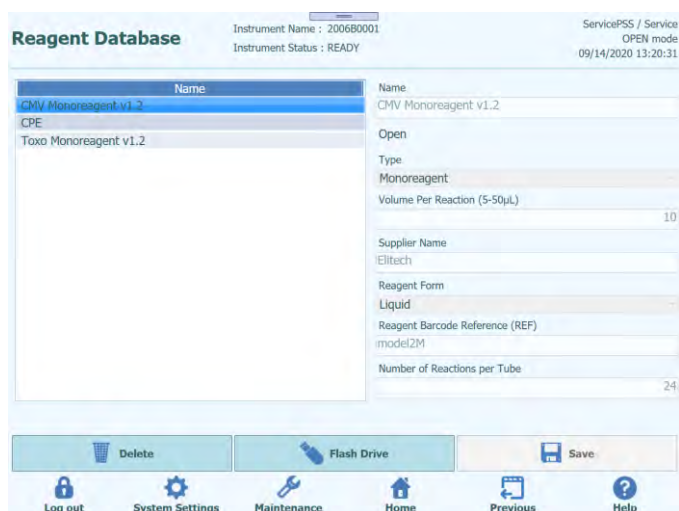 Reagent Database
Instrument Name : 2006B0001
Instrument Status : READY
ServicePSS / Service
OPEN mode
09/14/2020 13:20:31
Name
CMV Monoreagent v1.2
CPE
Toxo Monoreagent v1.2
Name
CMV Monoreagent v1.2
Open
Type
Monoreagent
Volume Per Reaction (5-50µL)
10
Supplier Name
Elitech
Reagent Form
Liquid
Reagent Barcode Reference (REF)
model2M
Number of Reactions per Tube
24
Delete
Flash Drive
Save
Log out
System Settings
Maintenance
Home
Previous
Help